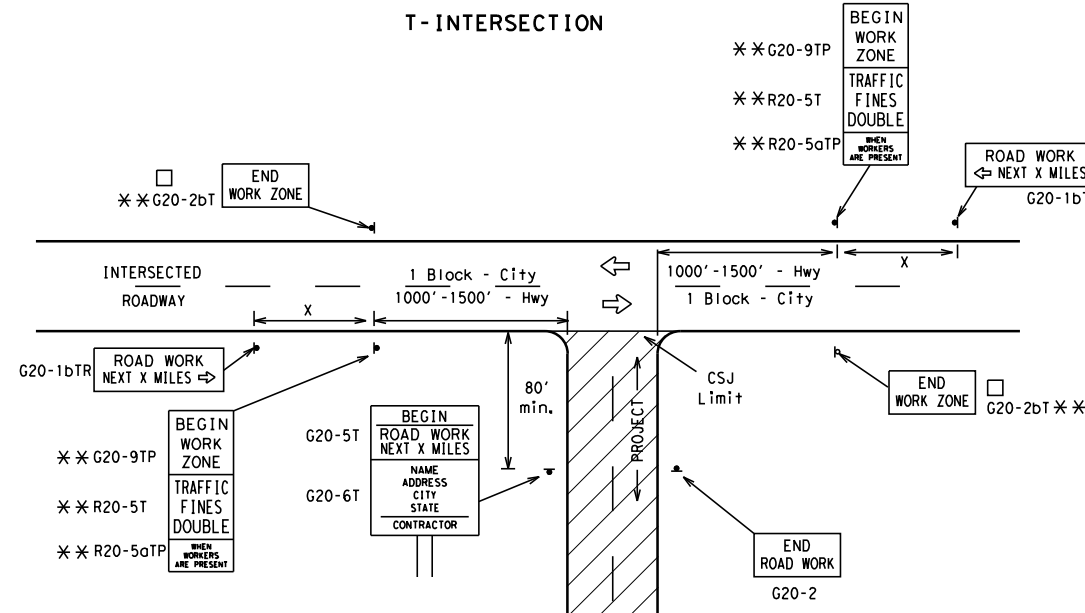 T-INTERSECTION
BEGIN
WORK
ZONE
**G20-9TP
TRAFFIC
FINES
DOUBLE
**R20-5T
WHEN
WORKERS
ARE PRESENT
**R20-5aTP
ROAD WORK
⇦ NEXT X MILES
G20-1bT
□
**G20-2bT
END
WORK ZONE
INTERSECTED
ROADWAY
1 Block - City
1000'-1500' - Hwy
X
1000'-1500' - Hwy
1 Block - City
X
G20-1bTR
ROAD WORK
NEXT X MILES ⇨
80'
min.
PROJECT
CSJ
Limit
END
WORK ZONE
□
G20-2bT **
BEGIN
WORK
ZONE
** G20-9TP
TRAFFIC
FINES
DOUBLE
** R20-5T
WHEN
WORKERS
ARE PRESENT
** R20-5aTP
G20-5T
BEGIN
ROAD WORK
NEXT X MILES
G20-6T
NAME
ADDRESS
CITY
STATE
CONTRACTOR
END
ROAD WORK
G20-2